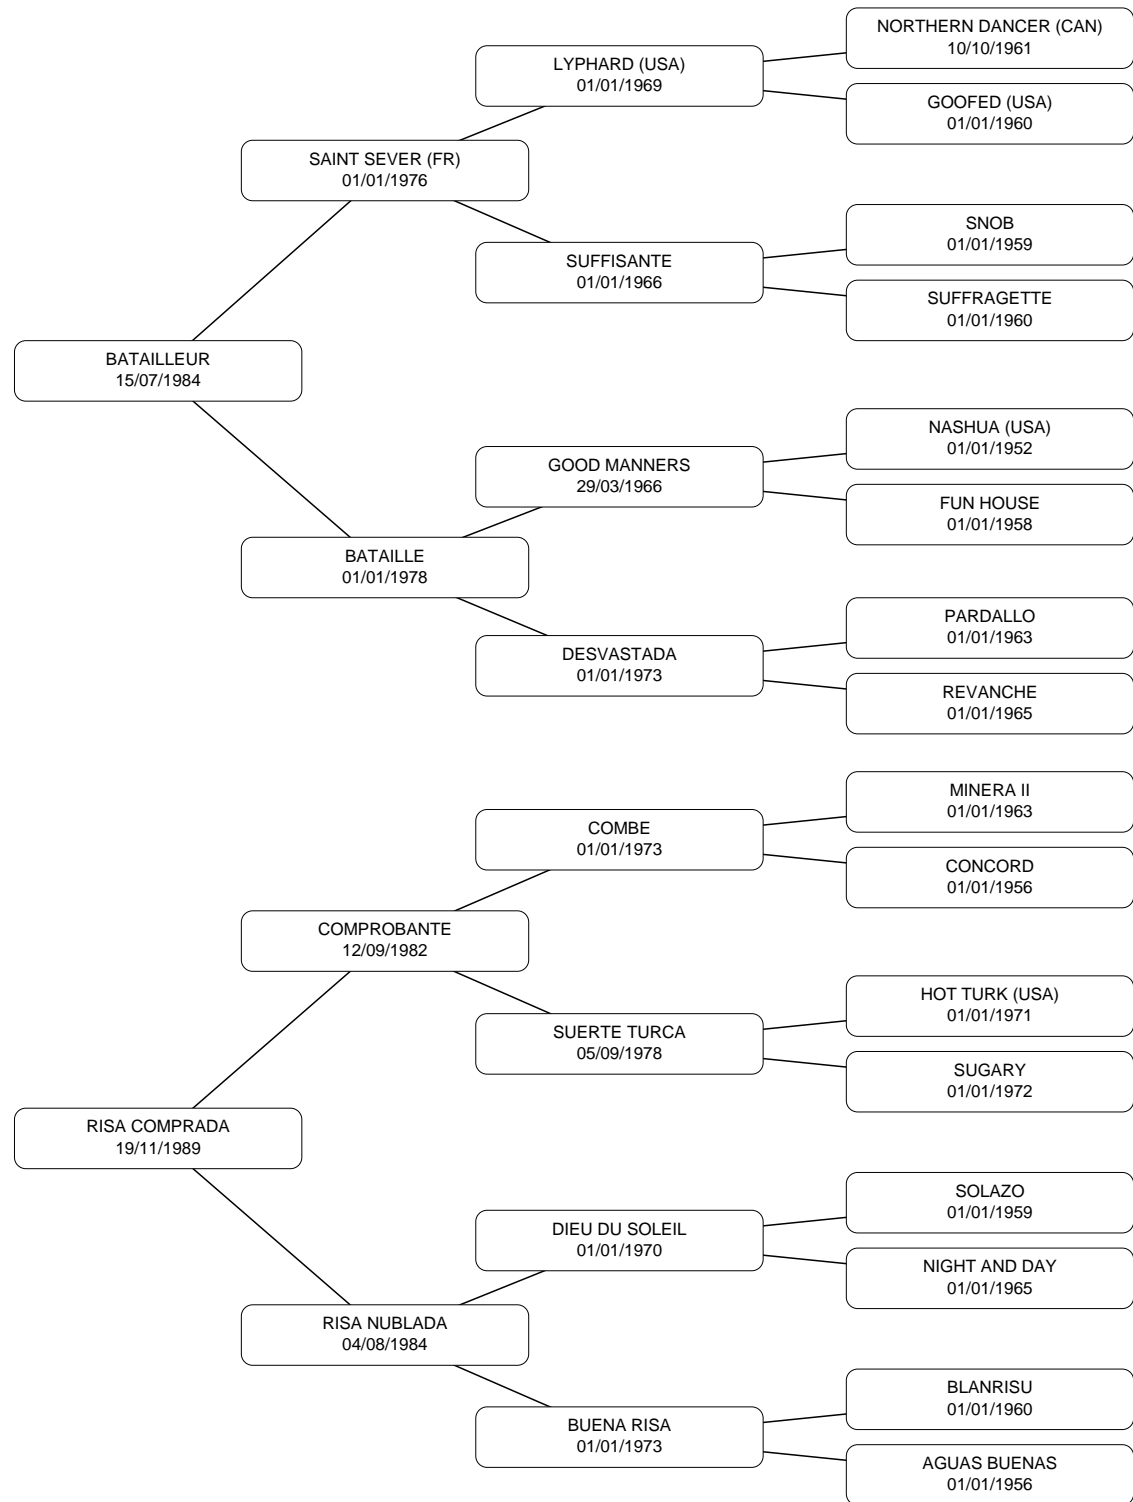 NORTHERN DANCER (CAN)
10/10/1961
LYPHARD (USA)
01/01/1969
GOOFED (USA)
01/01/1960
SAINT SEVER (FR)
01/01/1976
SNOB
01/01/1959
SUFFISANTE
01/01/1966
SUFFRAGETTE
01/01/1960
BATAILLEUR
15/07/1984
NASHUA (USA)
01/01/1952
GOOD MANNERS
29/03/1966
FUN HOUSE
01/01/1958
BATAILLE
01/01/1978
PARDALLO
01/01/1963
DESVASTADA
01/01/1973
REVANCHE
01/01/1965
MINERA II
01/01/1963
COMBE
01/01/1973
CONCORD
01/01/1956
COMPROBANTE
12/09/1982
HOT TURK (USA)
01/01/1971
SUERTE TURCA
05/09/1978
SUGARY
01/01/1972
RISA COMPRADA
19/11/1989
SOLAZO
01/01/1959
DIEU DU SOLEIL
01/01/1970
NIGHT AND DAY
01/01/1965
RISA NUBLADA
04/08/1984
BLANRISU
01/01/1960
BUENA RISA
01/01/1973
AGUAS BUENAS
01/01/1956